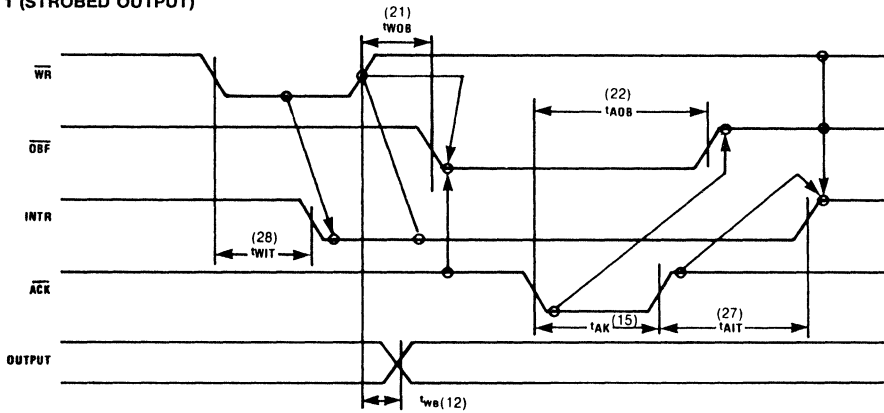 (STROBED OUTPUT)
(21)
tWOB
WR
(22)
tAOB
OBF
INTR
(28)
tWIT
ACK
tAK(15)
(27)
tAIT
OUTPUT
tWB(12)